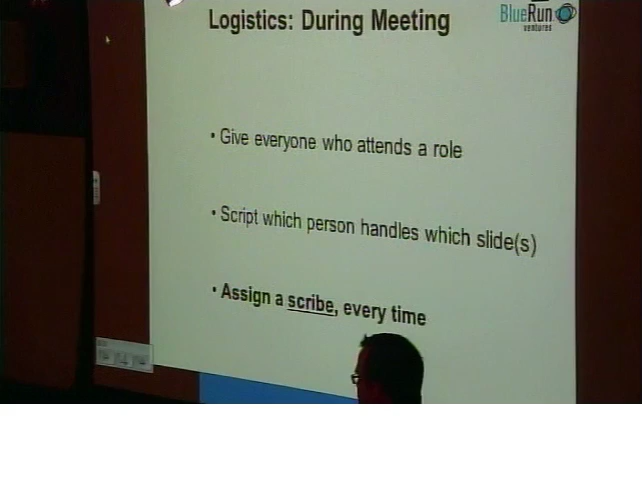 Logistics: During Meeting
BlueRun
ventures
• Give everyone who attends a role
• Script which person handles which slide(s)
• Assign a scribe, every time